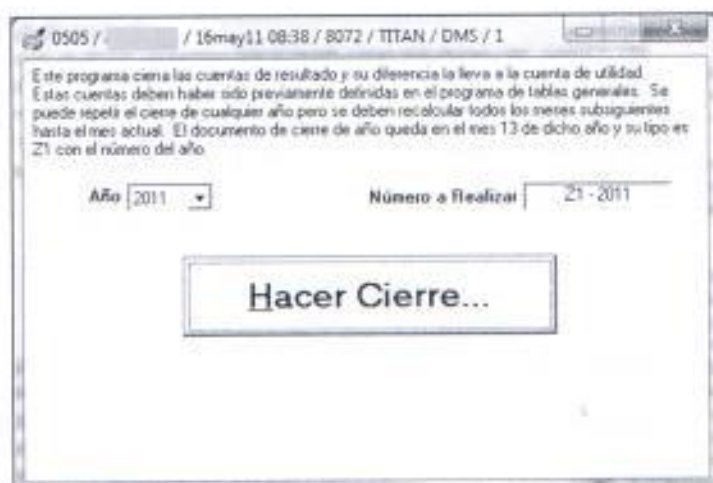 0505 / / 16may11 08:38 / 8072 / TITAN / DMS / 1
Este programa cierra las cuentas de resultado y su diferencia la lleva a la cuenta de utilidad.
Estas cuentas deben haber sido previamente definidas en el programa de tablas generales. Se
puede repetir el cierre de cualquier año pero se deben recalcular todos los meses subsiguientes
hasta el mes actual. El documento de cierre de año queda en el mes 13 de dicho año y su tipo es
Z1 con el número del año.
Año 2011 Número a Realizar Z1 - 2011
Hacer Cierre...